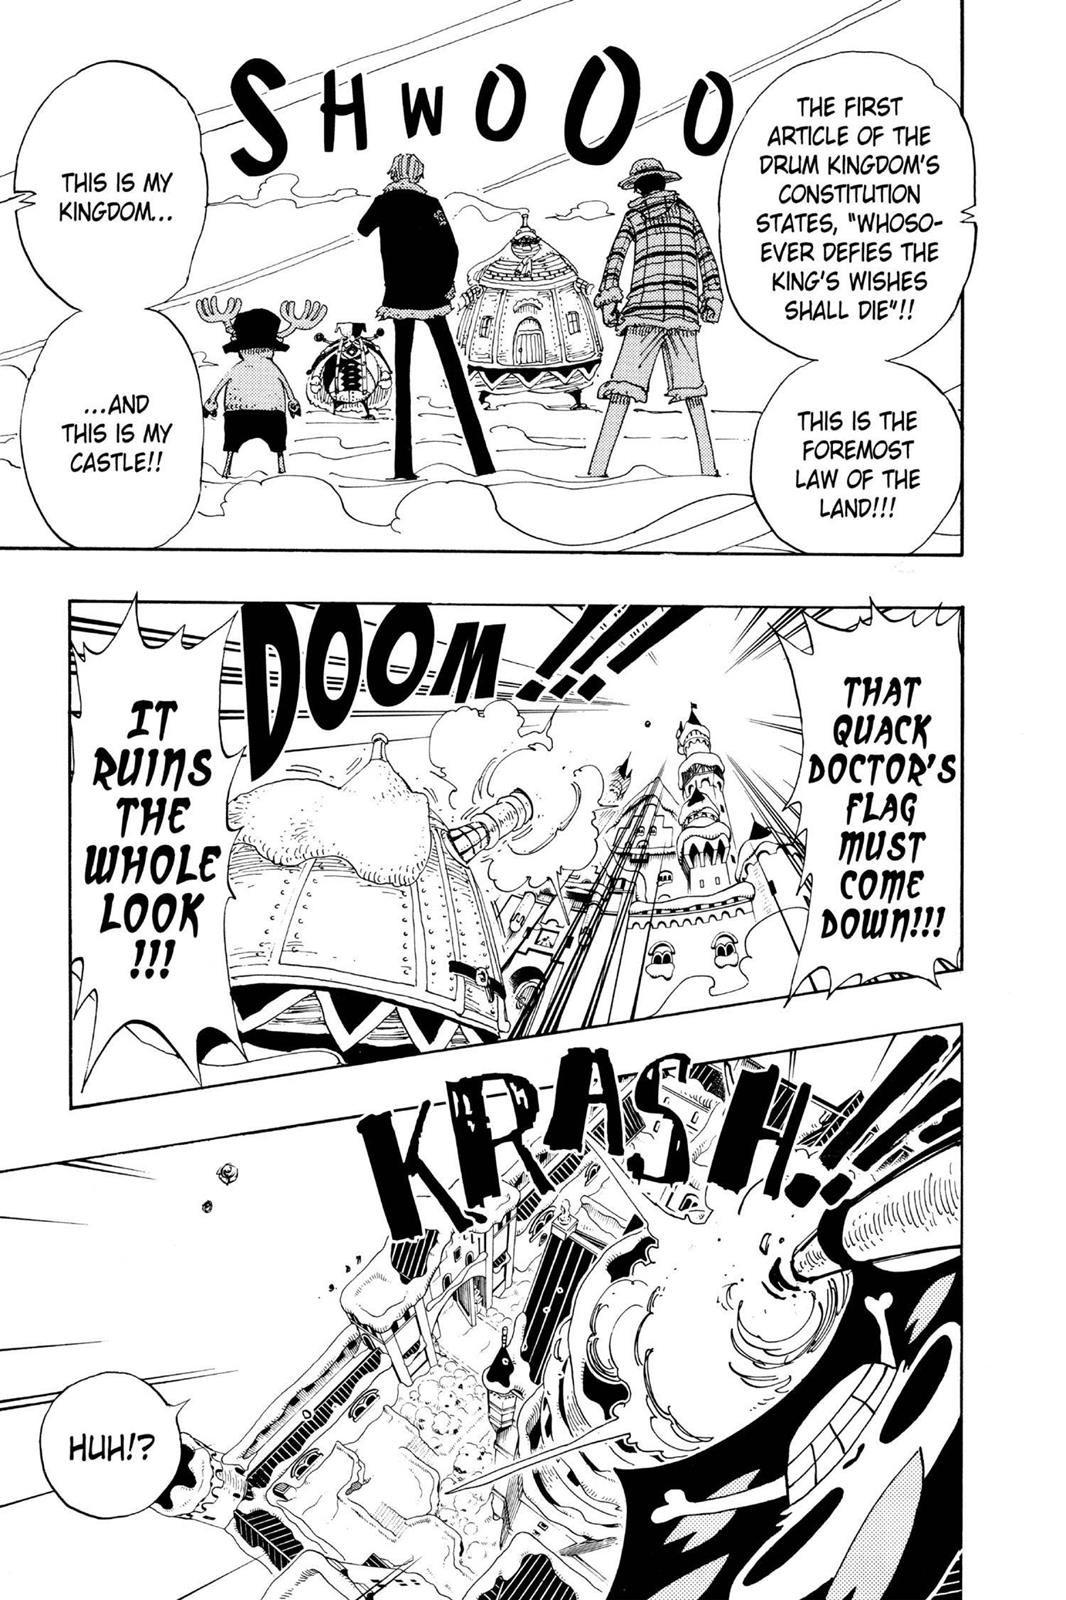 SHWOOO
THE FIRST
ARTICLE OF THE
DRUM KINGDOM'S
CONSTITUTION
STATES, "WHOSO-
EVER DEFIES THE
KING'S WISHES
SHALL DIE"!!
THIS IS THE
FOREMOST
LAW OF THE
LAND!!!
THIS IS MY
KINGDOM...
...AND
THIS IS MY
CASTLE!!
THAT
QUACK
DOCTOR'S
FLAG
MUST
COME
DOWN!!!
DOOM!!!
IT
RUINS
THE
WHOLE
LOOK
!!!
KRASH!!
HUH!?